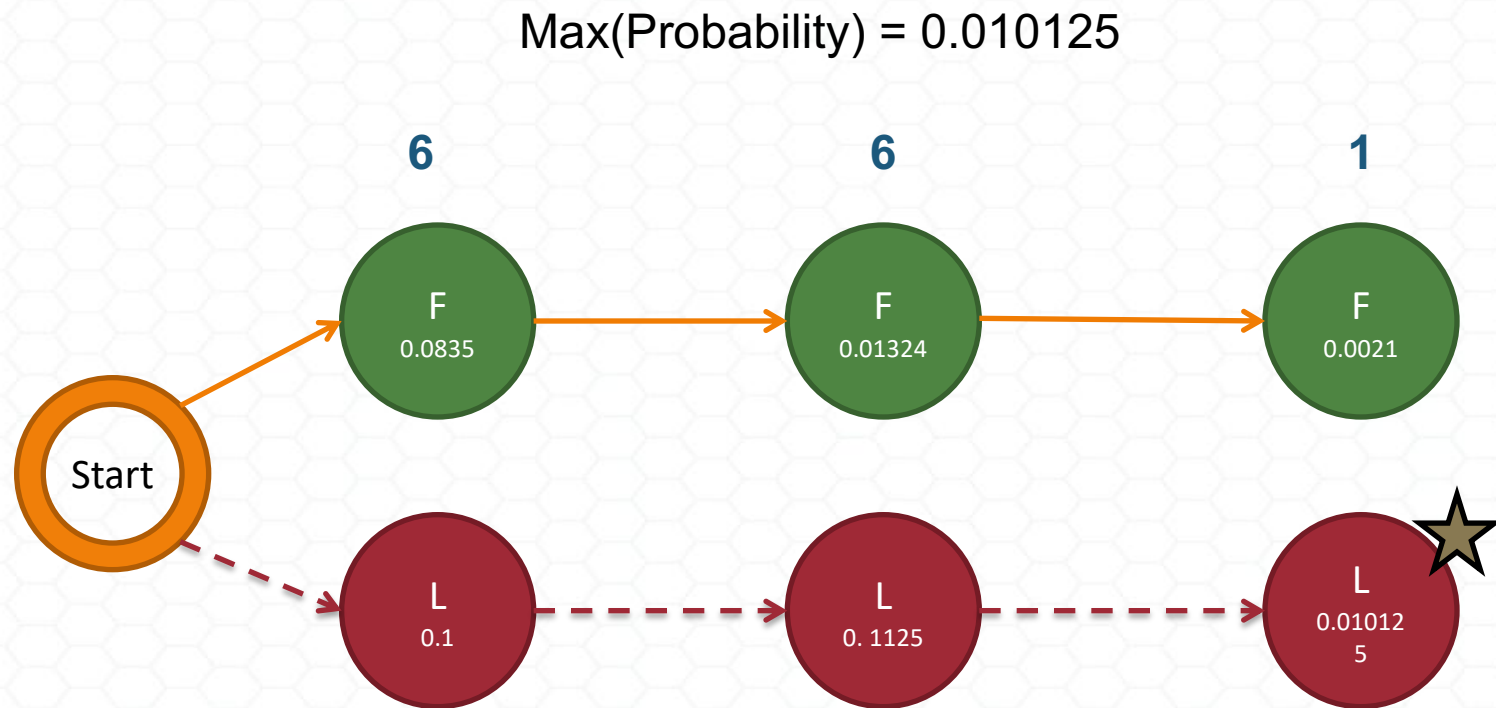 Max(Probability) = 0.010125
6 6 1
F F F
0.0835 0.01324 0.0021
Start
L L L
0.1 0. 1125 0.01012
5